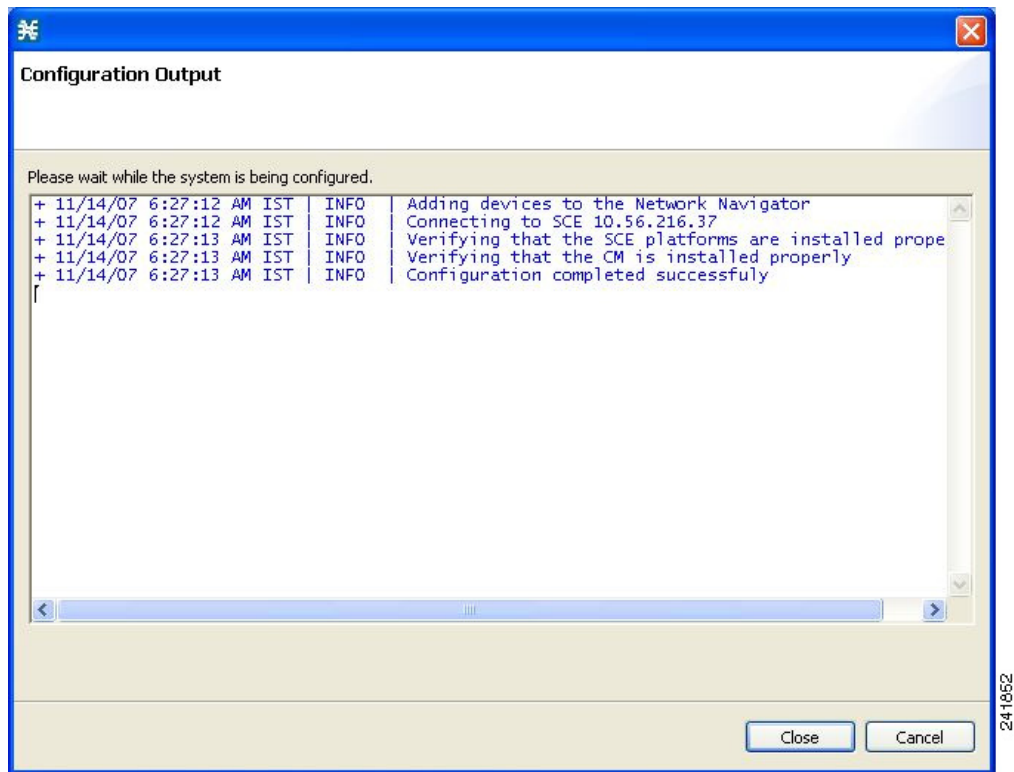 Configuration Output
Please wait while the system is being configured.
+ 11/14/07 6:27:12 AM IST | INFO | Adding devices to the Network Navigator
+ 11/14/07 6:27:12 AM IST | INFO | Connecting to SCE 10.56.216.37
+ 11/14/07 6:27:13 AM IST | INFO | Verifying that the SCE platforms are installed prope
+ 11/14/07 6:27:13 AM IST | INFO | Verifying that the CM is installed properly
+ 11/14/07 6:27:13 AM IST | INFO | Configuration completed successfuly
Close
Cancel
241852